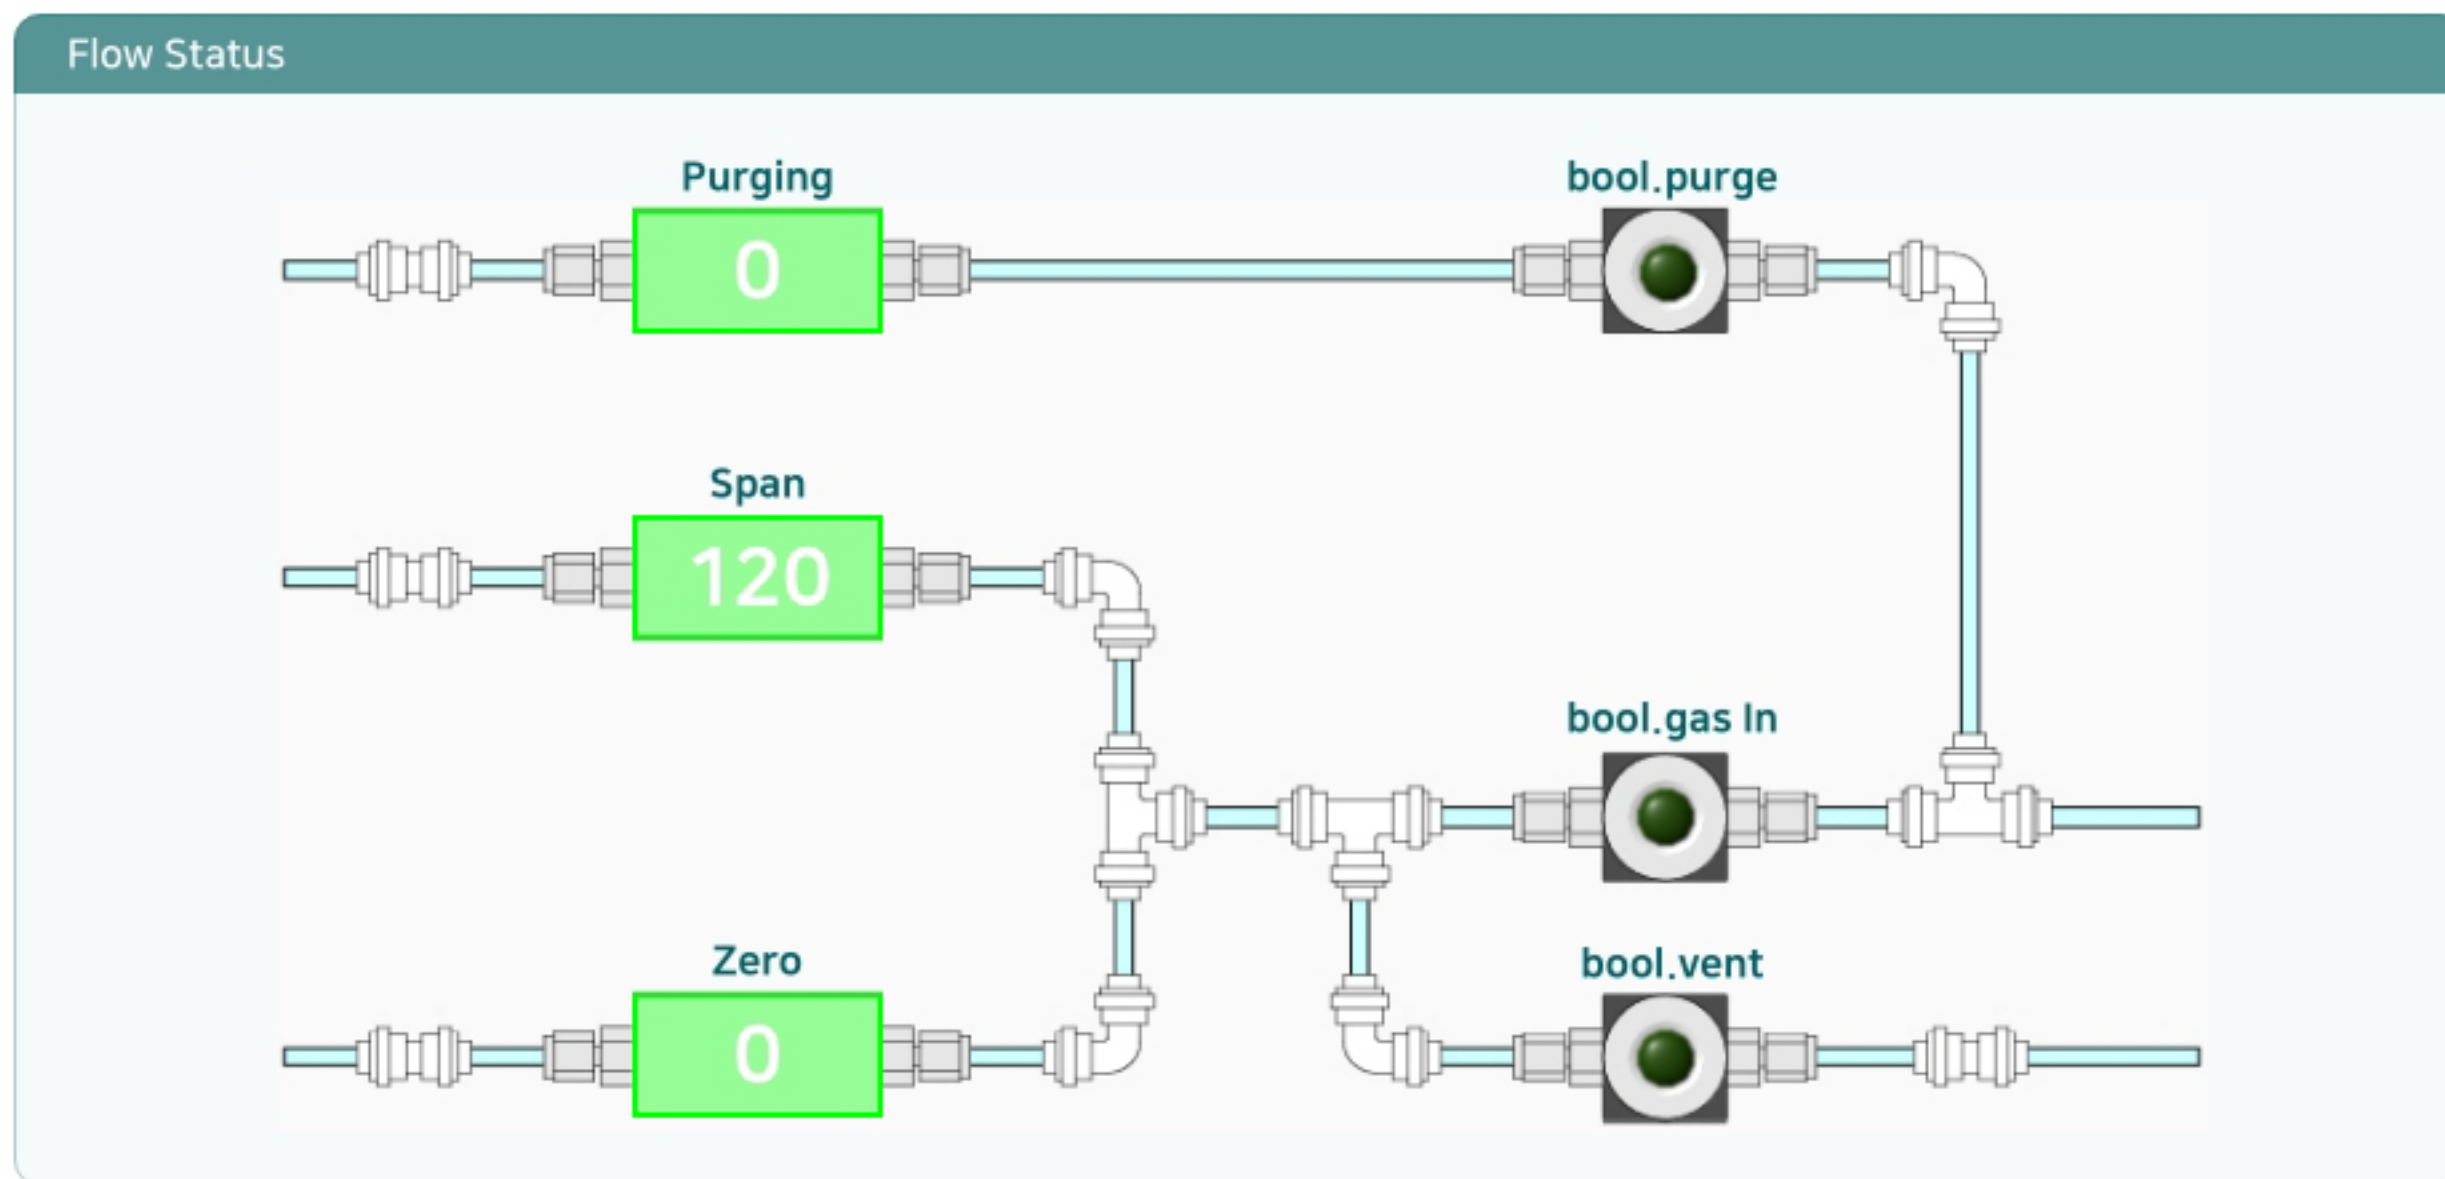 Flow Status
Purging
bool.purge
0
Span
120
bool.gas In
Zero
bool.vent
0